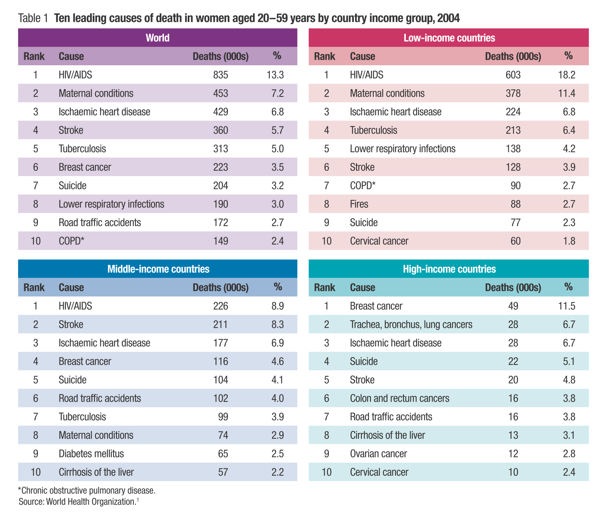 Table 1 Ten leading causes of death in women aged 20–59 years by country income group, 2004
World
Rank Cause Deaths (000s) %
1 HIV/AIDS 835 13.3
2 Maternal conditions 453 7.2
3 Ischaemic heart disease 429 6.8
4 Stroke 360 5.7
5 Tuberculosis 313 5.0
6 Breast cancer 223 3.5
7 Suicide 204 3.2
8 Lower respiratory infections 190 3.0
9 Road traffic accidents 172 2.7
10 COPD* 149 2.4
Low-income countries
Rank Cause Deaths (000s) %
1 HIV/AIDS 603 18.2
2 Maternal conditions 378 11.4
3 Ischaemic heart disease 224 6.8
4 Tuberculosis 213 6.4
5 Lower respiratory infections 138 4.2
6 Stroke 128 3.9
7 COPD* 90 2.7
8 Fires 88 2.7
9 Suicide 77 2.3
10 Cervical cancer 60 1.8
Middle-income countries
Rank Cause Deaths (000s) %
1 HIV/AIDS 226 8.9
2 Stroke 211 8.3
3 Ischaemic heart disease 177 6.9
4 Breast cancer 116 4.6
5 Suicide 104 4.1
6 Road traffic accidents 102 4.0
7 Tuberculosis 99 3.9
8 Maternal conditions 74 2.9
9 Diabetes mellitus 65 2.5
10 Cirrhosis of the liver 57 2.2
High-income countries
Rank Cause Deaths (000s) %
1 Breast cancer 49 11.5
2 Trachea, bronchus, lung cancers 28 6.7
3 Ischaemic heart disease 28 6.7
4 Suicide 22 5.1
5 Stroke 20 4.8
6 Colon and rectum cancers 16 3.8
7 Road traffic accidents 16 3.8
8 Cirrhosis of the liver 13 3.1
9 Ovarian cancer 12 2.8
10 Cervical cancer 10 2.4
*Chronic obstructive pulmonary disease.
Source: World Health Organization.¹